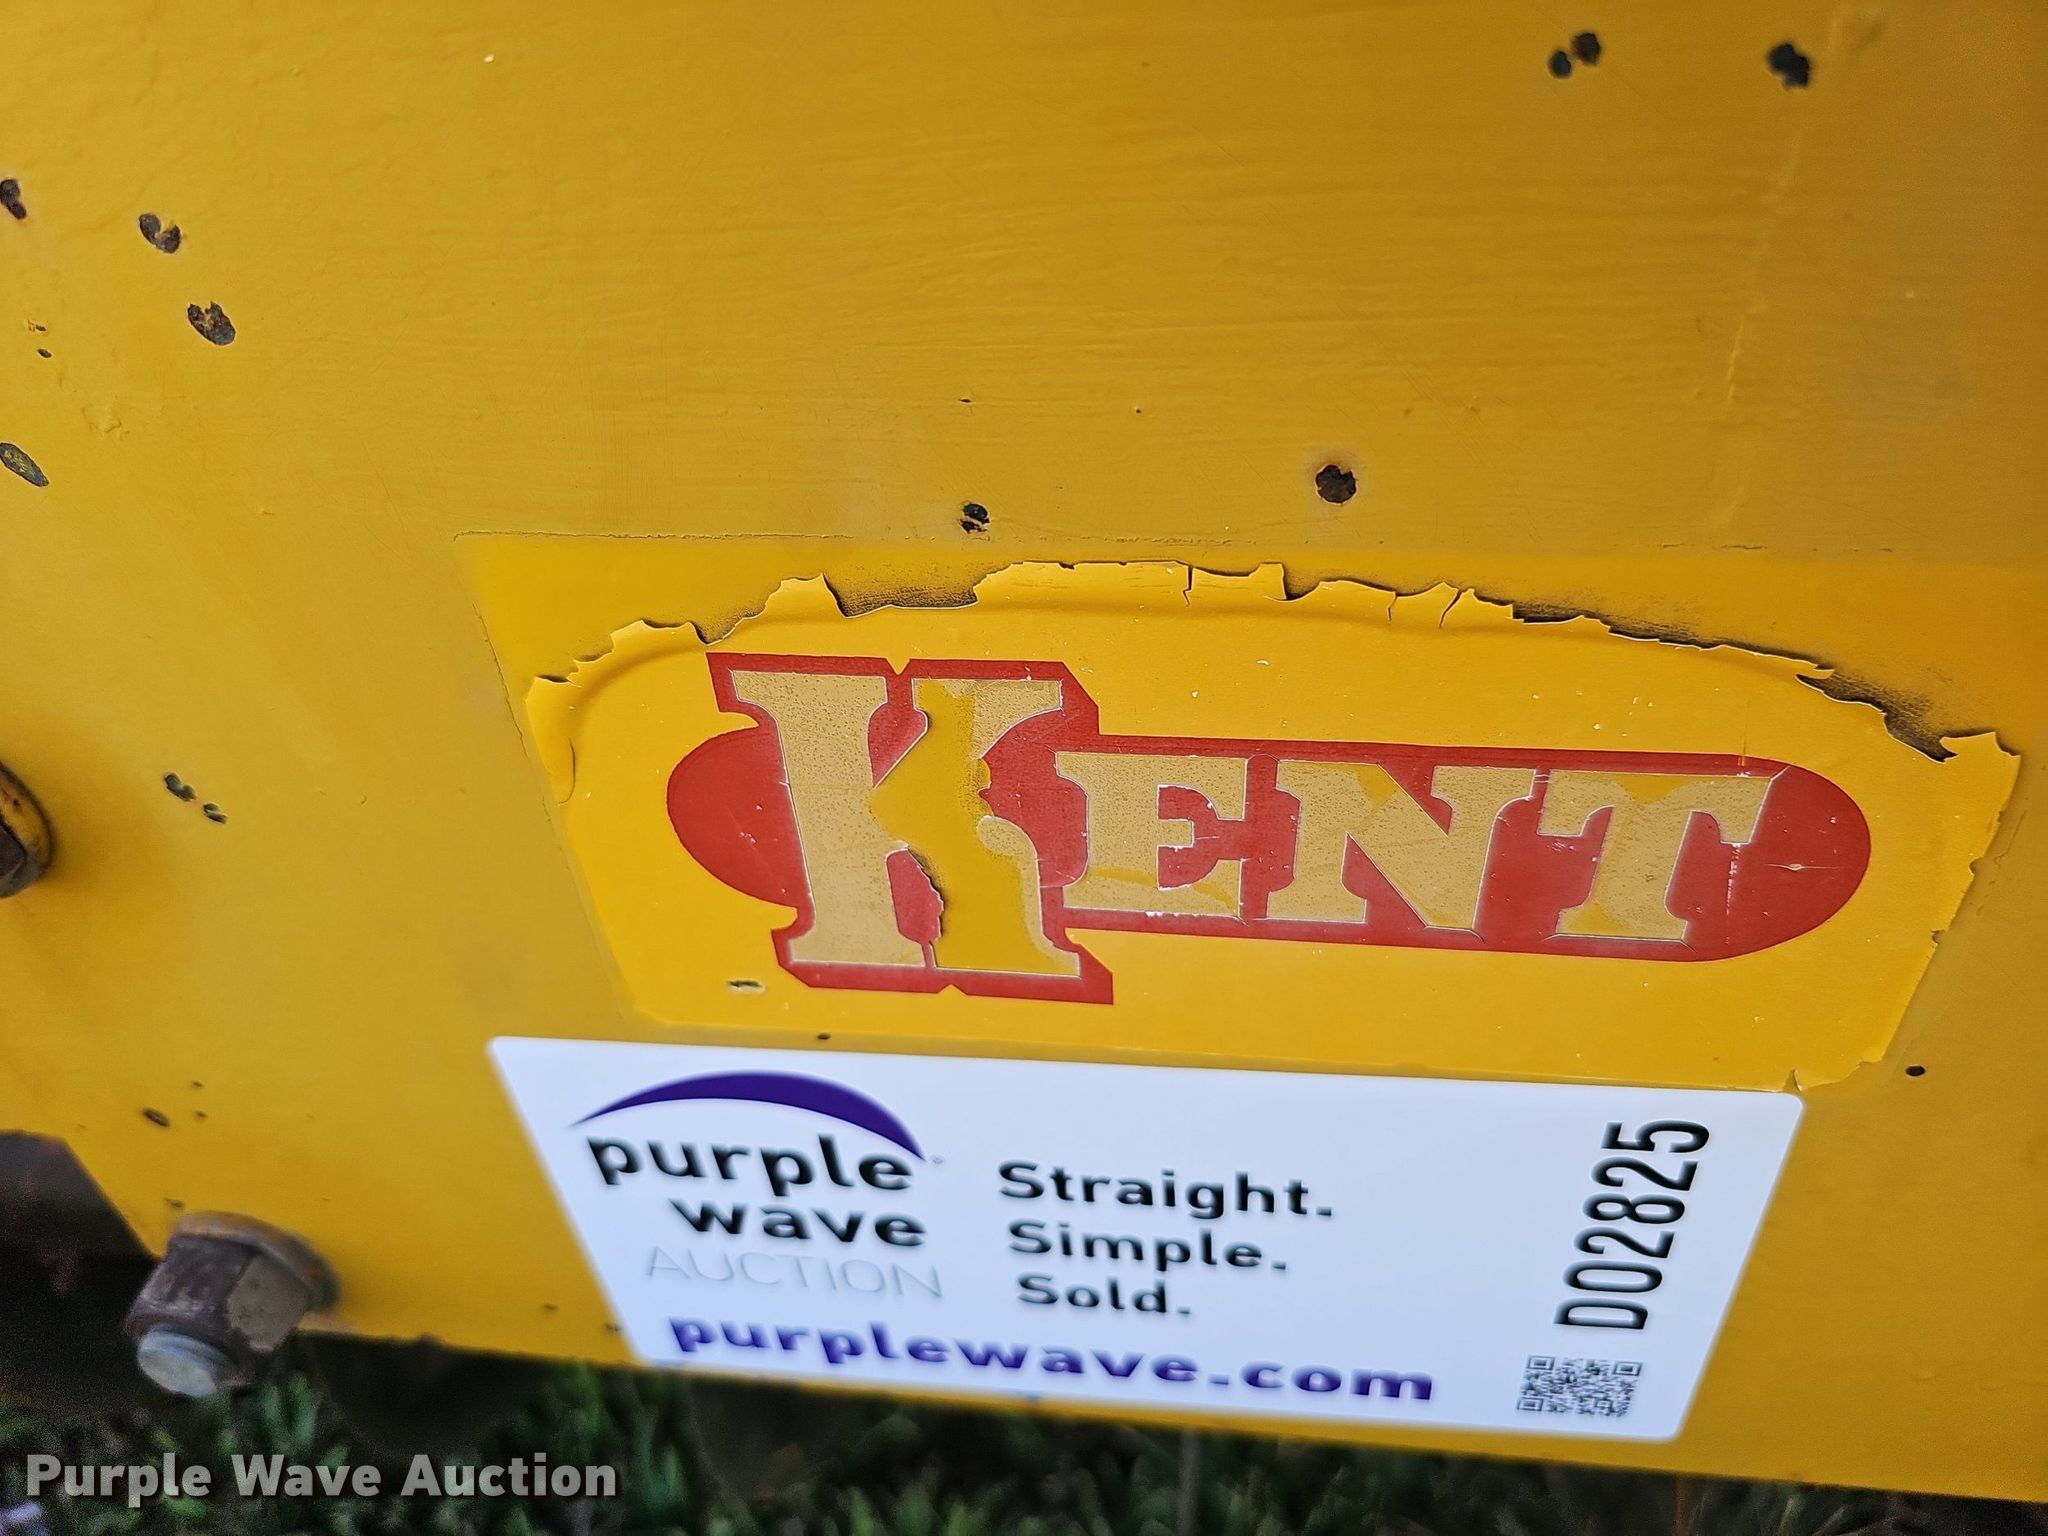 KENT
purple
wave
AUCTION
Straight.
Simple.
Sold.
purplewave.com
DO2825
Purple Wave Auction